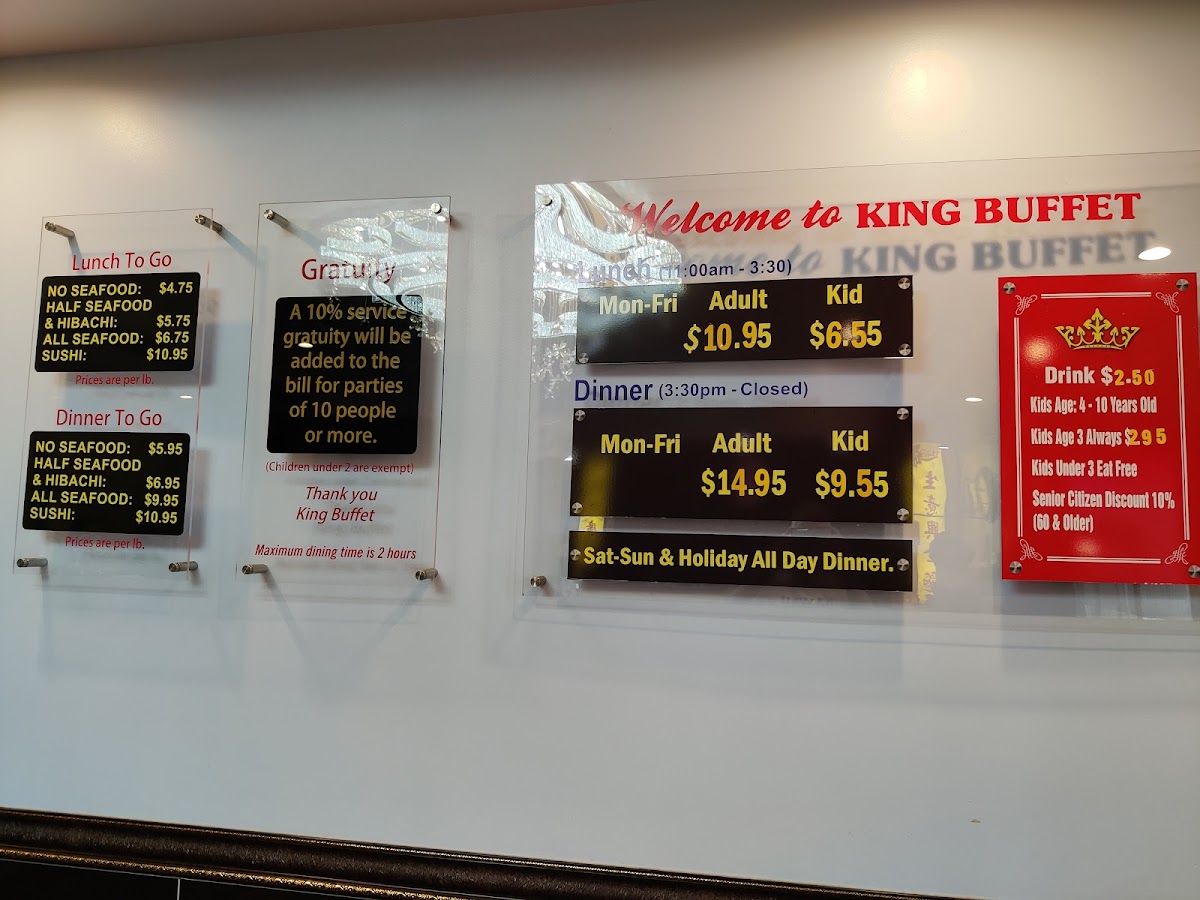 Lunch To Go
NO SEAFOOD: $4.75
HALF SEAFOOD
& HIBACHI: $5.75
ALL SEAFOOD: $6.75
SUSHI: $10.95
Prices are per lb.
Dinner To Go
NO SEAFOOD: $5.95
HALF SEAFOOD
& HIBACHI: $6.95
ALL SEAFOOD: $9.95
SUSHI: $10.95
Prices are per lb.
Gratuity
A 10% service
gratuity will be
added to the
bill for parties
of 10 people
or more.
(Children under 2 are exempt)
Thank you
King Buffet
Maximum dining time is 2 hours
Welcome to KING BUFFET
Lunch (11:00am - 3:30)
Mon-Fri Adult Kid
$10.95 $6.55
Dinner (3:30pm - Closed)
Mon-Fri Adult Kid
$14.95 $9.55
Sat-Sun & Holiday All Day Dinner.
Drink $2.50
Kids Age: 4 - 10 Years Old
Kids Age 3 Always $295
Kids Under 3 Eat Free
Senior Citizen Discount 10%
(60 & Older)